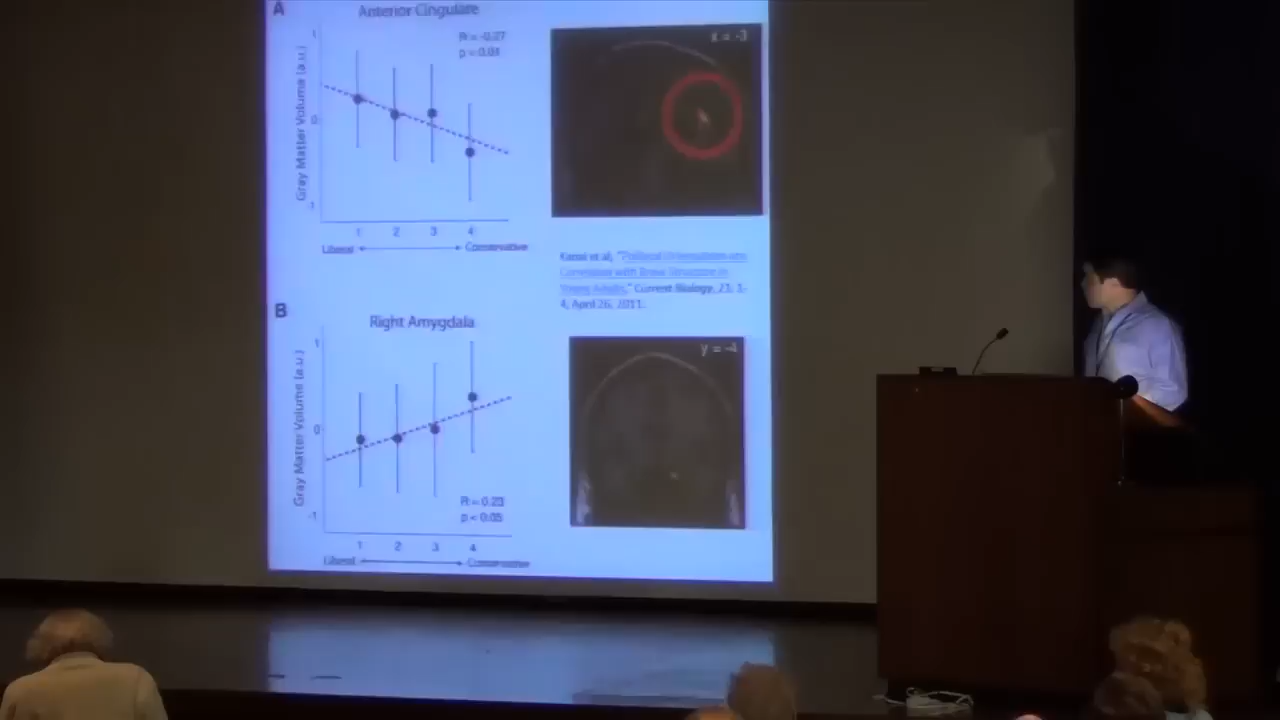 A
Anterior Cingulate
R = -0.27
p < 0.01
x = -3
Gray Matter Volume (a.u.)
1
0
-1
1 2 3 4
Liberal Conservative
Kanai et al, "Political Orientations are
Correlated with Brain Structure in
Young Adults," Current Biology, 21, 1-
4, April 26, 2011.
B
Right Amygdala
y = -4
Gray Matter Volume (a.u.)
1
0
-1
R = 0.23
p < 0.05
1 2 3 4
Liberal Conservative